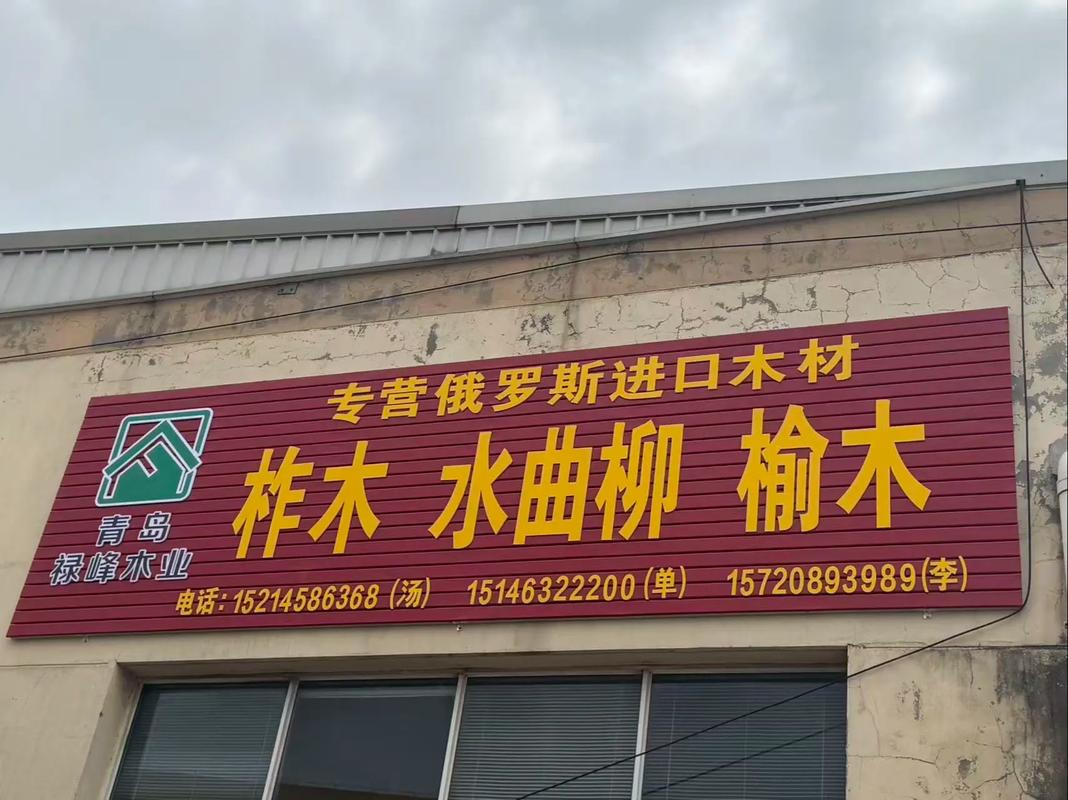 专营俄罗斯进口木材
柞木 水曲柳 榆木
青岛
禄峰木业
电话:15214586368(汤) 15146322200(单) 15720893989(李)